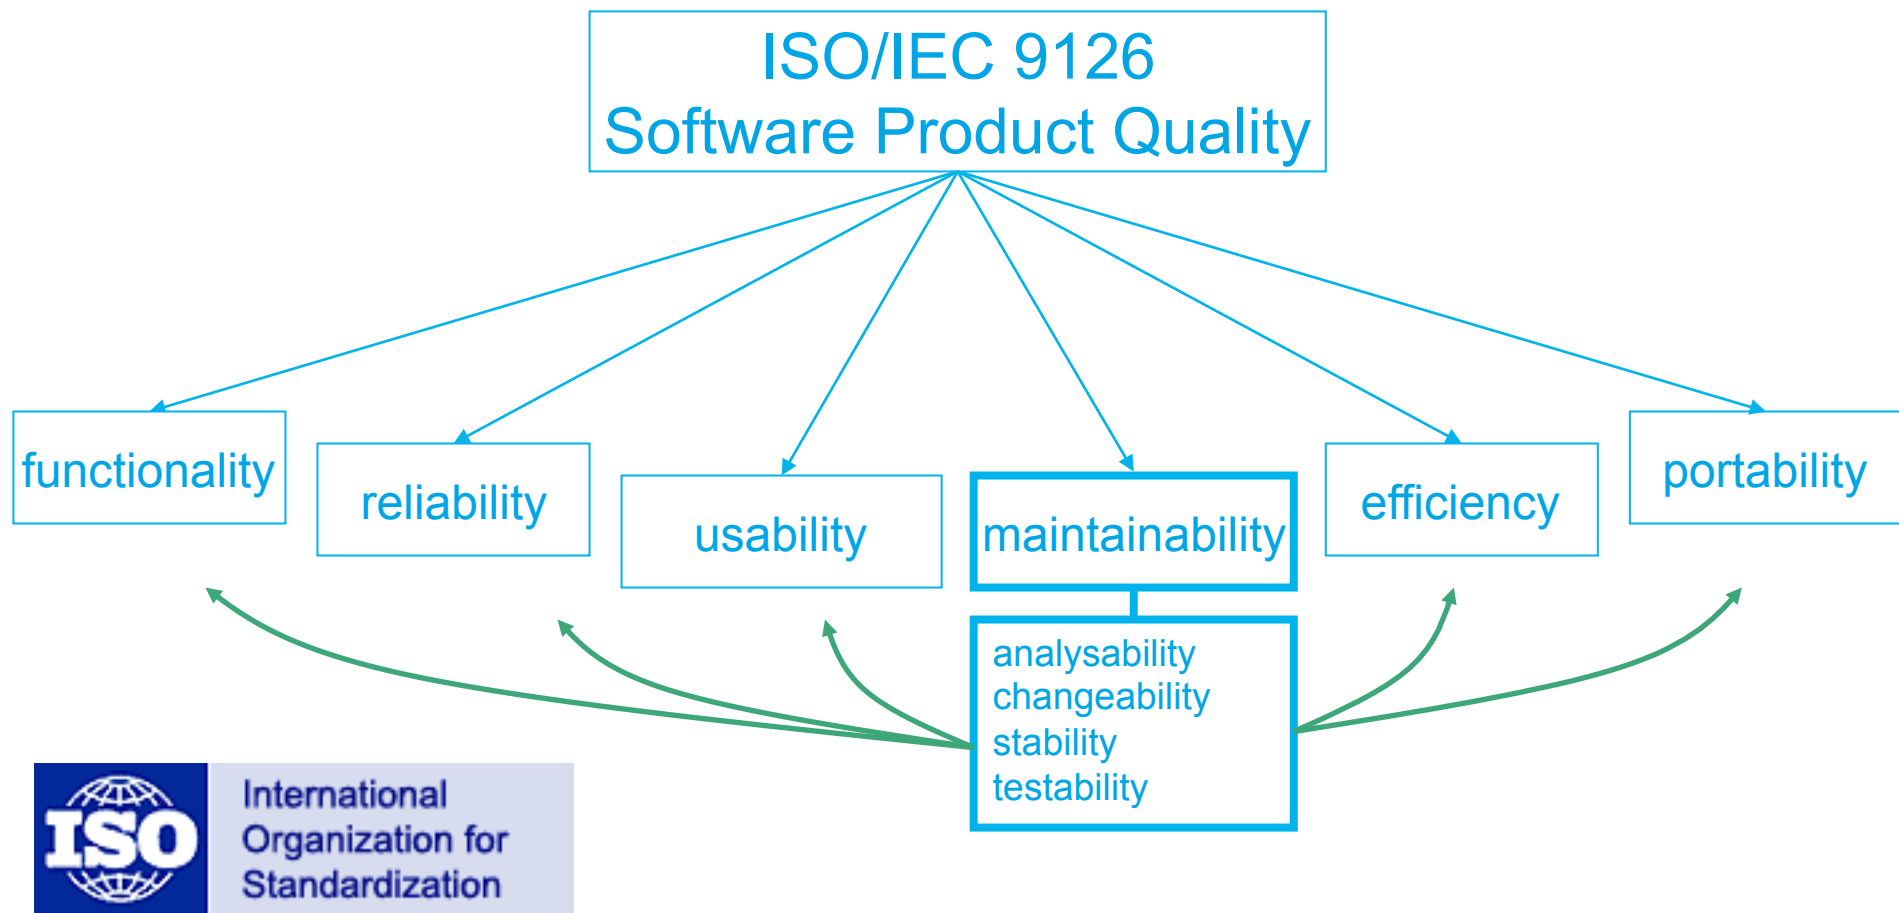 ISO/IEC 9126
Software Product Quality
functionality
reliability
usability
maintainability
efficiency
portability
analysability
changeability
stability
testability
ISO
International
Organization for
Standardization